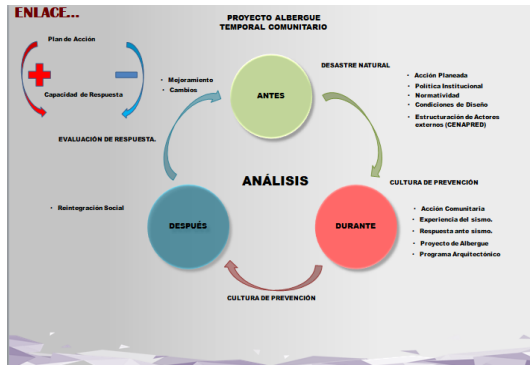 ENLACE...
PROYECTO ALBERGUE
TEMPORAL COMUNITARIO
Plan de Acción
Capacidad de Respuesta
DESASTRE NATURAL
• Mejoramiento
• Cambios
ANTES
• Acción Planeada
• Política Institucional
• Normatividad
• Condiciones de Diseño
• Estructuración de Actores
externos (CENAPRED)
EVALUACIÓN DE RESPUESTA.
ANÁLISIS
CULTURA DE PREVENCIÓN
• Reintegración Social
DESPUÉS
DURANTE
• Acción Comunitaria
• Experiencia del sismo.
• Respuesta ante sismo.
• Proyecto de Albergue
• Programa Arquitectónico
CULTURA DE PREVENCIÓN